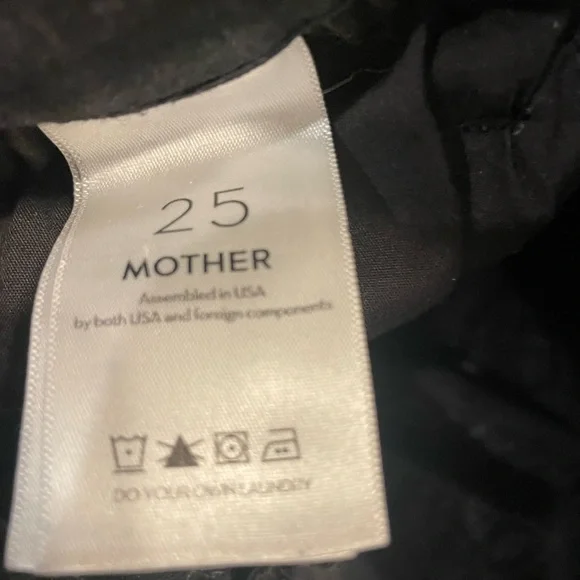 25
MOTHER
Assembled in USA
by both USA and foreign components
DO YOUR OWN LAUNDRY